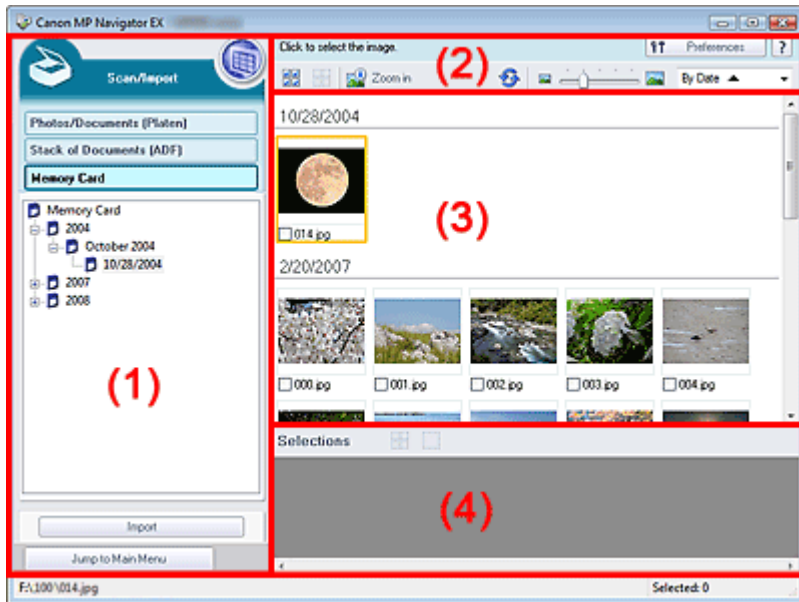 Canon MP Navigator EX
Scan/Import
Photos/Documents (Platen)
Stack of Documents (ADF)
Memory Card
Memory Card
2004
October 2004
10/28/2004
2007
2008
(1)
Import
Jump to Main Menu
Click to select the image.
Preferences
?
(2)
Zoom in
By Date
10/28/2004
014.jpg
(3)
2/20/2007
000.jpg 001.jpg 002.jpg 003.jpg 004.jpg
Selections
(4)
F:\100\014.jpg
Selected: 0